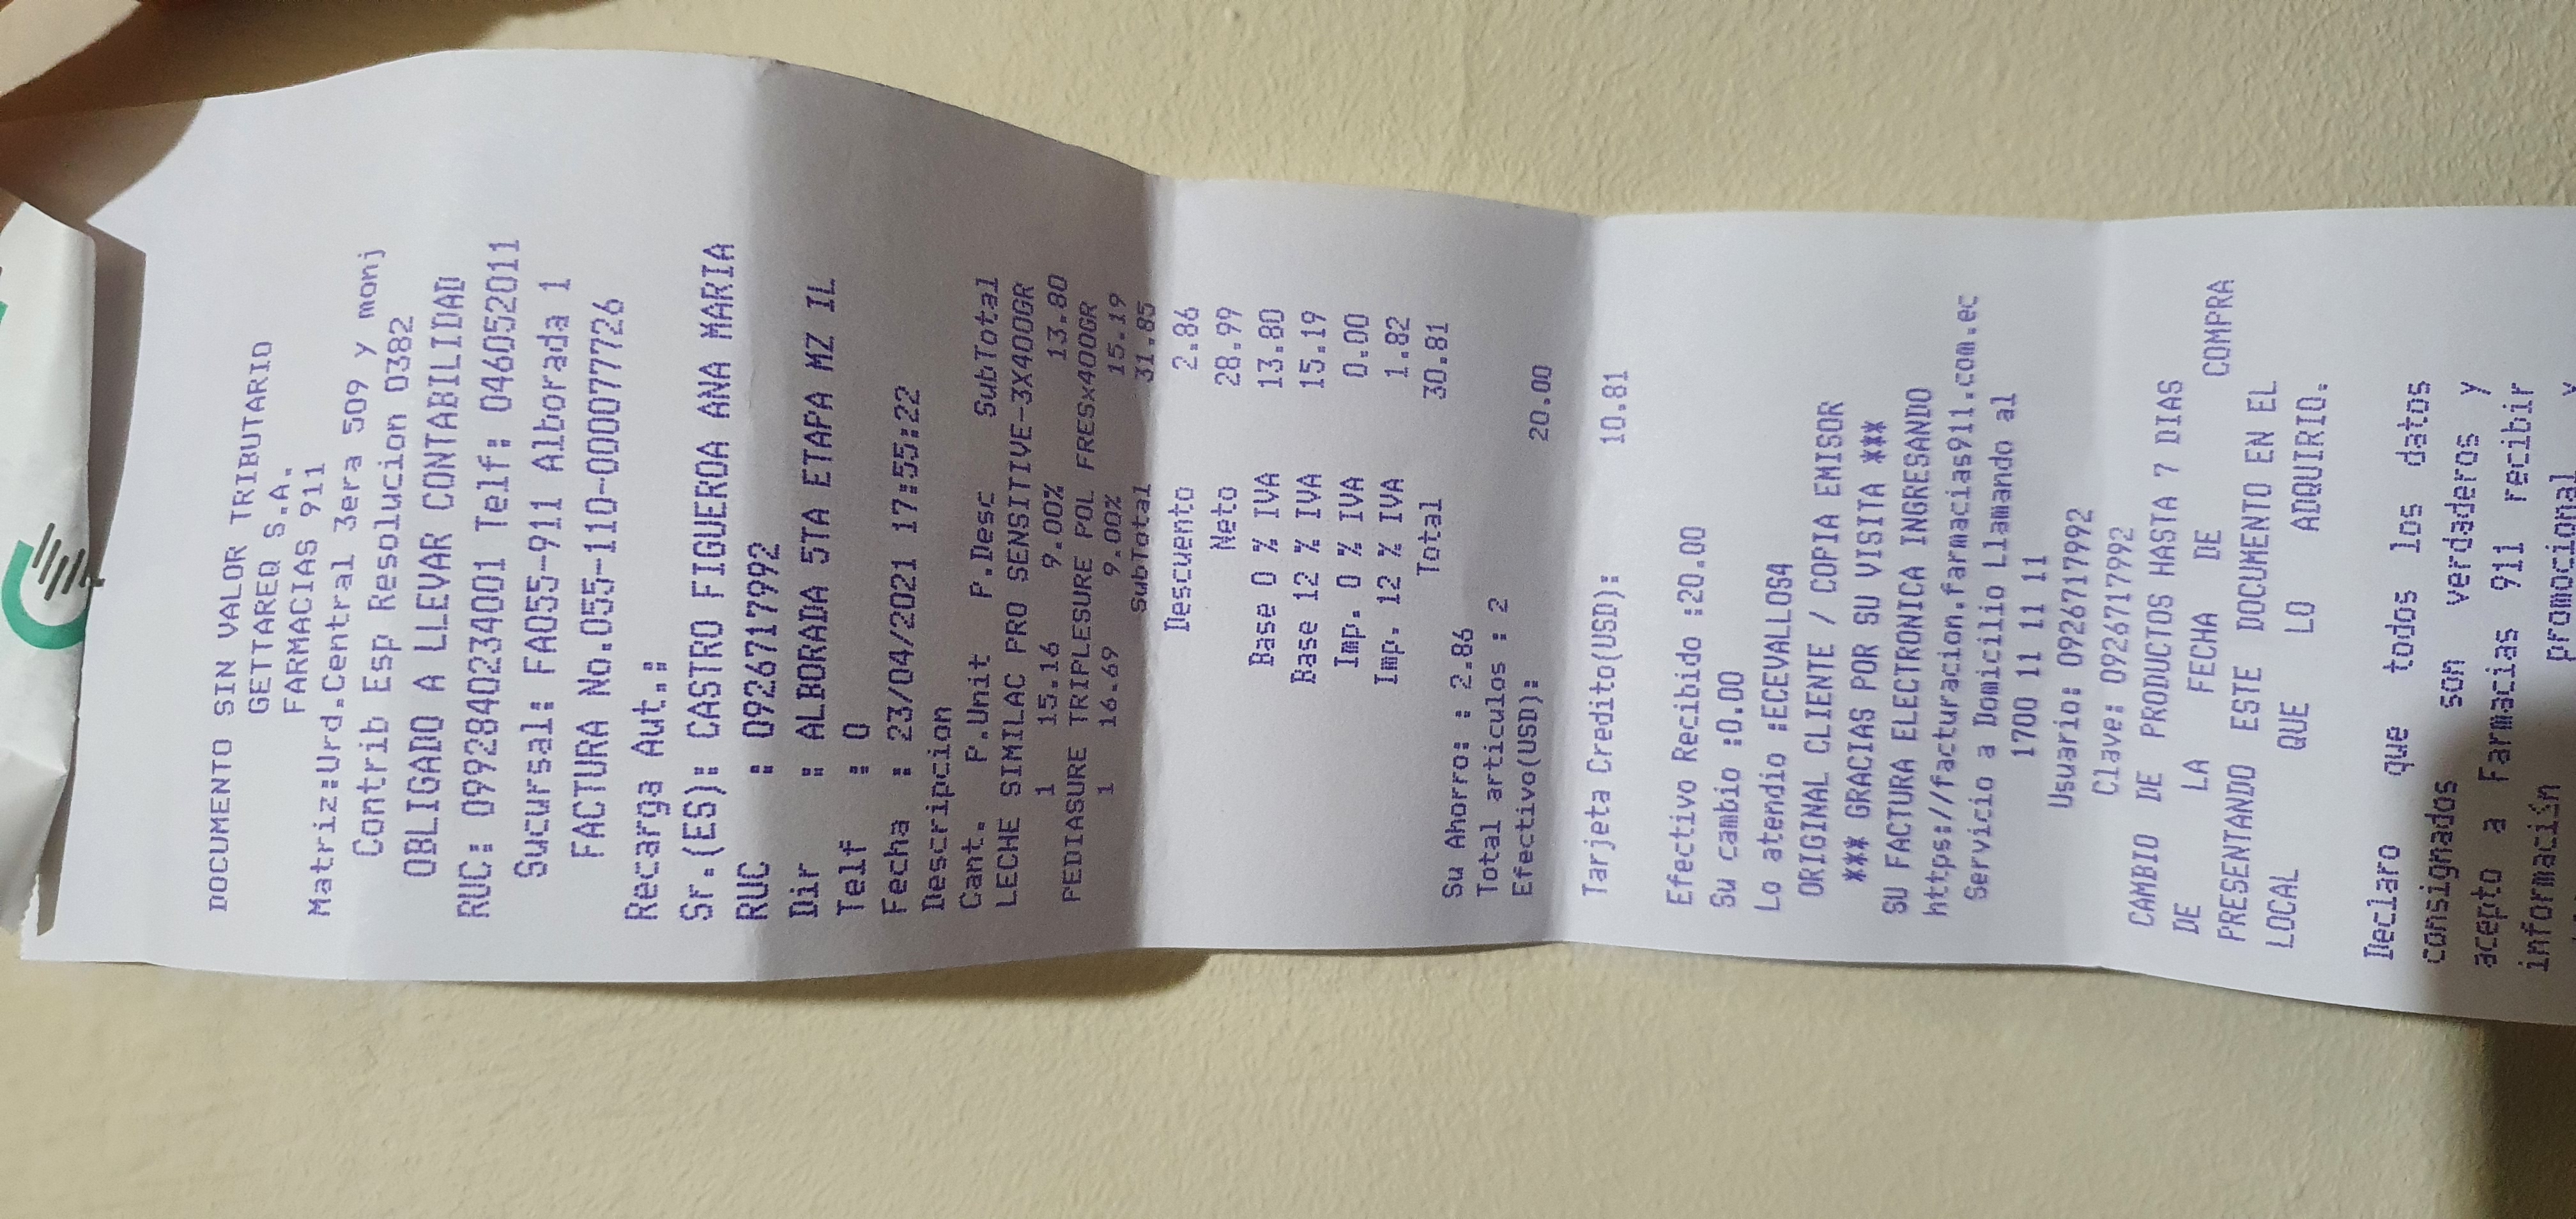 DOCUMENTO SIN VALOR TRIBUTARIO
GETTAREQ S.A.
FARMACIAS 911
Matriz:Urd.Central 3era 509 y monj
Contrib Esp Resolucion 0382
OBLIGADO A LLEVAR CONTABILIDAD
RUC: 0992840234001 Telf: 046052011
Sucursal: FA055-911 Alborada 1
FACTURA No.055-110-000077726
Recarga Aut.:
Sr.(ES): CASTRO FIGUEROA ANA MARIA
RUC : 0926717992
Dir : ALBORADA 5TA ETAPA MZ IL
Telf : 0
Fecha : 23/04/2021 17:55:22
Descripcion
Cant. P.Unit P.Desc SubTotal
LECHE SIMILAC PRO SENSITIVE-3X400GR
1 15.16 9.00% 13.80
PEDIASURE TRIPLESURE POL FRESx400GR
1 16.69 9.00% 15.19
SubTotal 31.85
Descuento 2.86
Neto 28.99
Base 0 % IVA 13.80
Base 12 % IVA 15.19
Imp. 0 % IVA 0.00
Imp. 12 % IVA 1.82
Total 30.81
Su Ahorro: : 2.86
Total articulos : 2
Efectivo(USD): 20.00
Tarjeta Credito(USD): 10.81
Efectivo Recibido :20.00
Su cambio :0.00
Lo atendio :ECEVALLOS4
ORIGINAL CLIENTE / COPIA EMISOR
*** GRACIAS POR SU VISITA ***
SU FACTURA ELECTRONICA INGRESANDO
https://facturacion.farmacias911.com.ec
Servicio a Domicilio Llamando al
1700 11 11 11
Usuario: 0926717992
Clave: 0926717992
CAMBIO DE PRODUCTOS HASTA 7 DIAS
DE LA FECHA DE COMPRA
PRESENTANDO ESTE DOCUMENTO EN EL
LOCAL QUE LO ADQUIRIO.
Declaro que todos los datos
consignados son verdaderos y
acepto a Farmacias 911 recibir
información promocional y